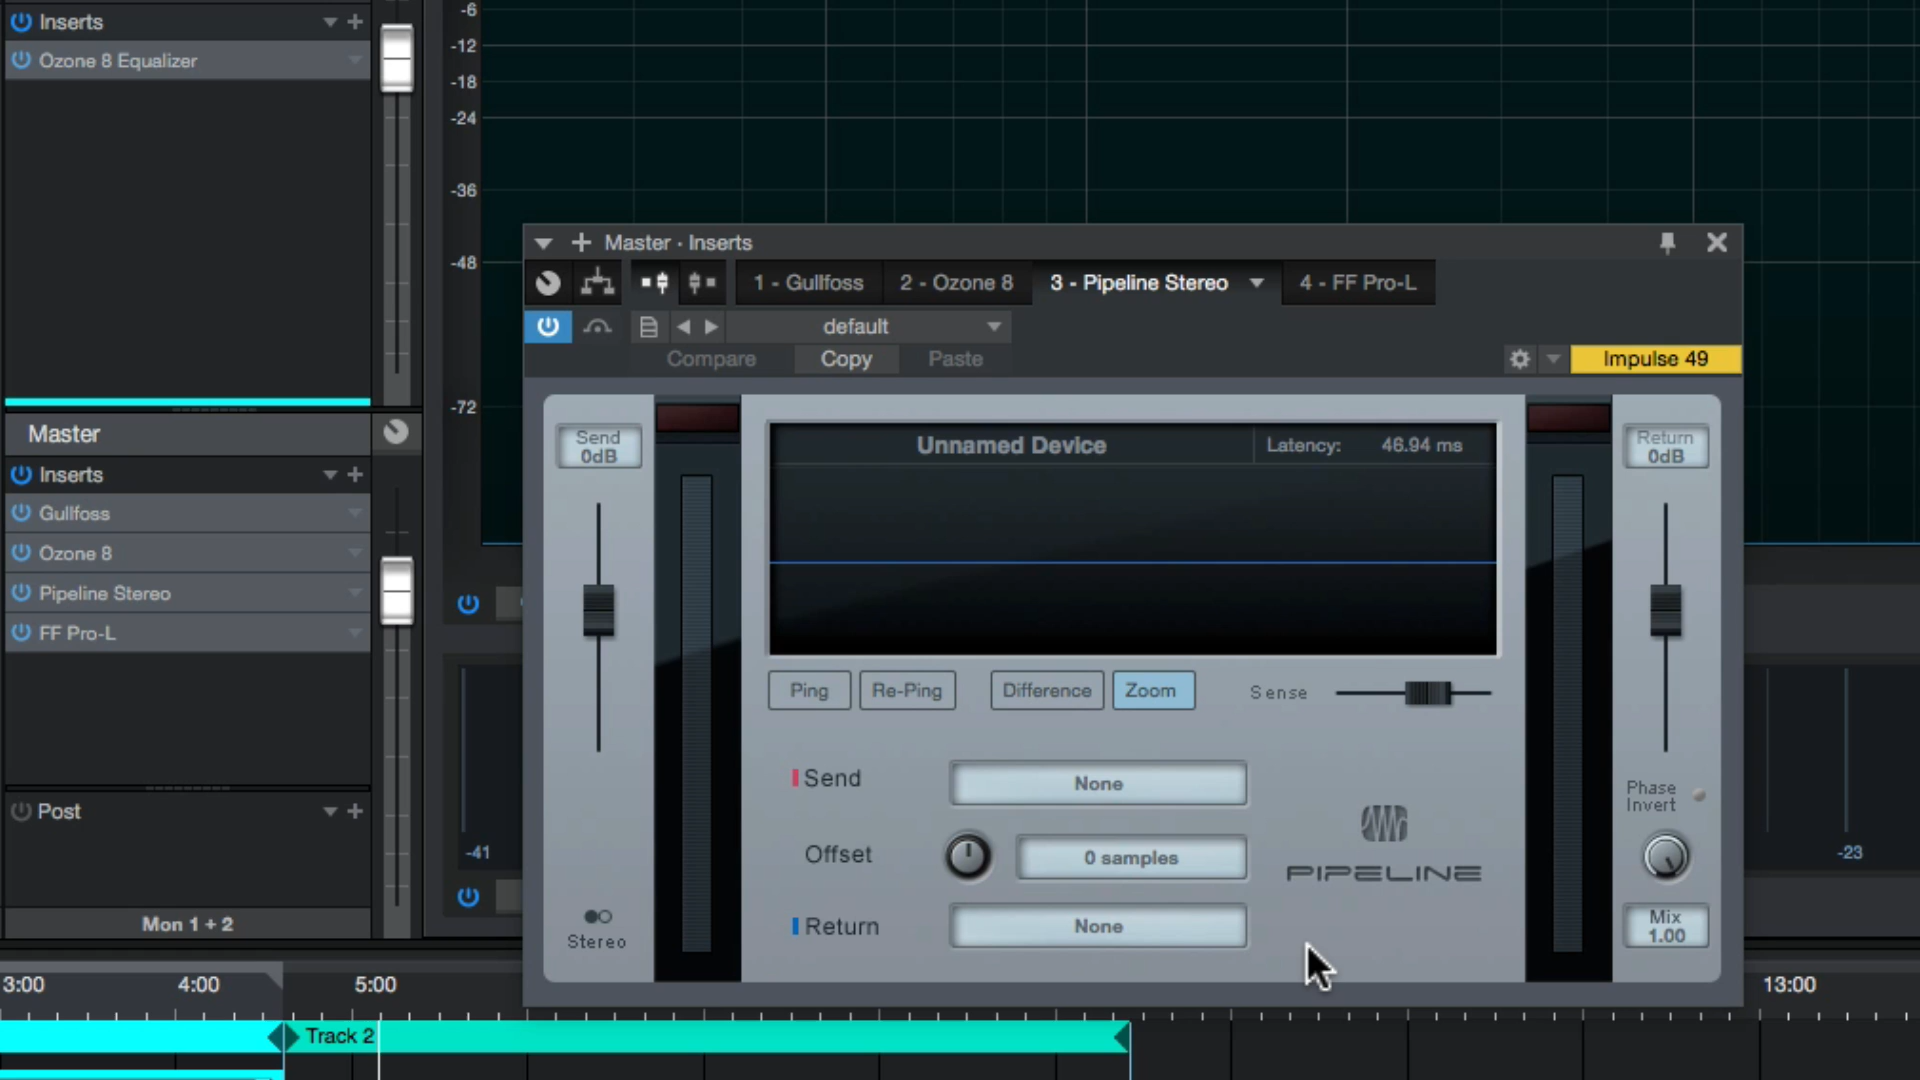 Inserts
Ozone 8 Equalizer
-6
-12
-18
-24
-36
-48
-72
Master
Inserts
Gullfoss
Ozone 8
Pipeline Stereo
FF Pro-L
Post
Mon 1 + 2
-41
-23
Master · Inserts
1 - Gullfoss
2 - Ozone 8
3 - Pipeline Stereo
4 - FF Pro-L
default
Compare
Copy
Paste
Impulse 49
Send
0dB
Unnamed Device
Latency:
46.94 ms
Return
0dB
Ping
Re-Ping
Difference
Zoom
Sense
Send
None
Offset
0 samples
Return
None
PIPELINE
Phase
Invert
Mix
1.00
Stereo
3:00
4:00
5:00
13:00
Track 2